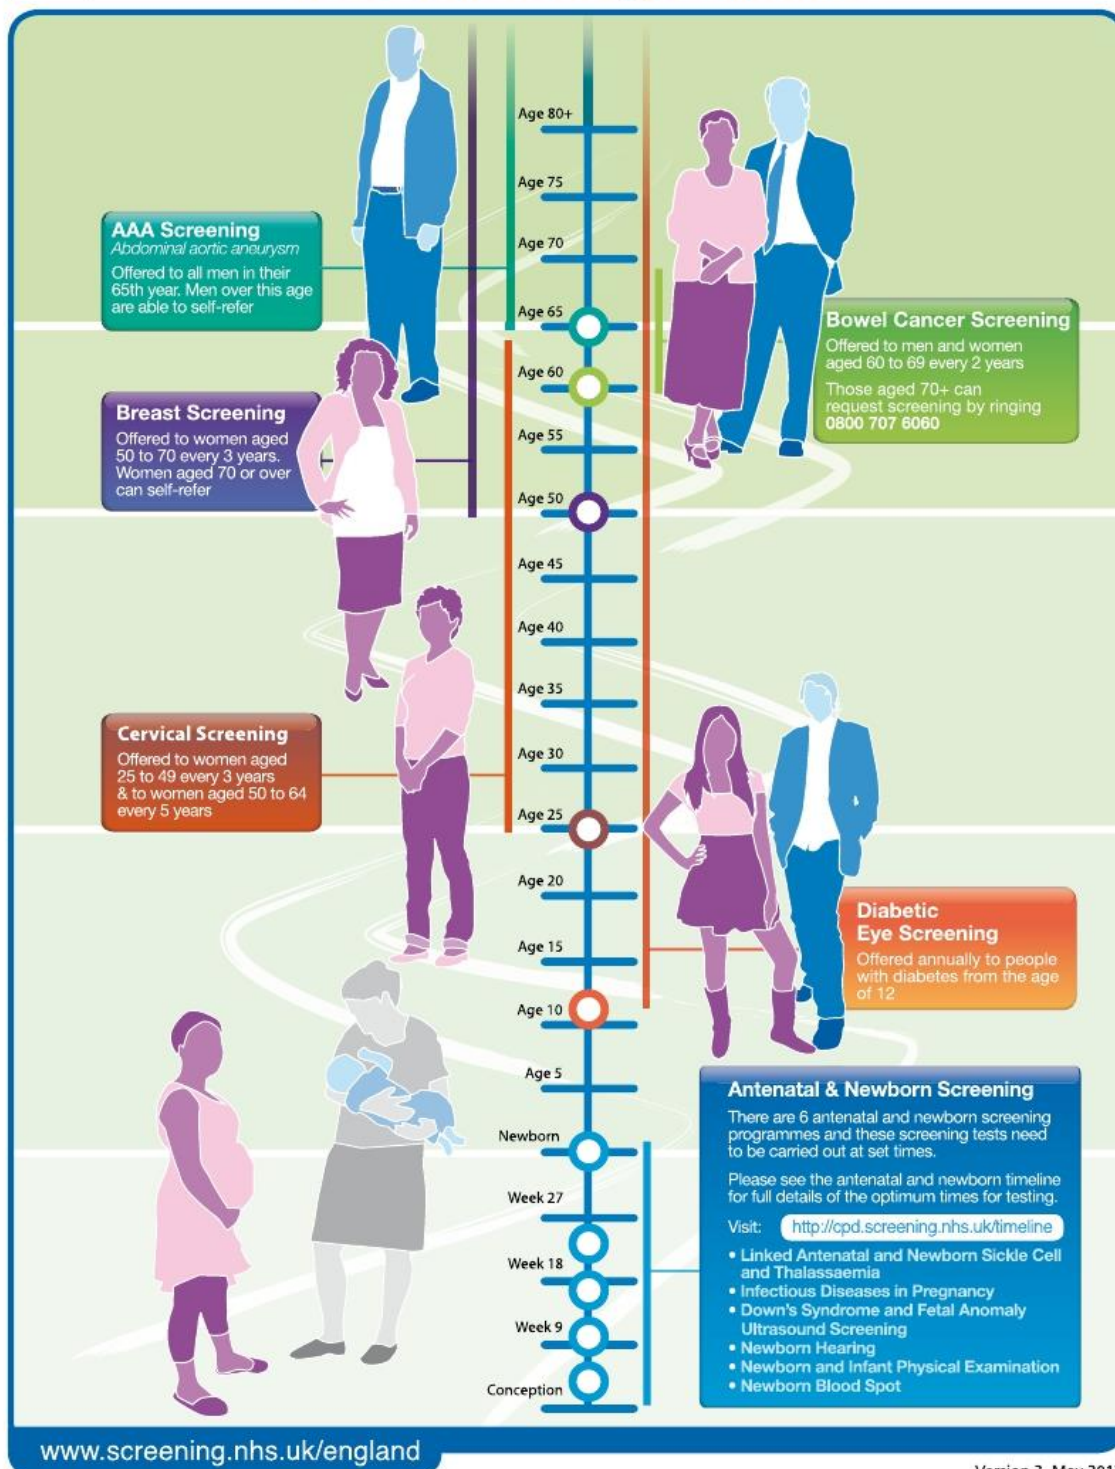 Age 80+
Age 75
Age 70
Age 65
Age 60
Age 55
Age 50
Age 45
Age 40
Age 35
Age 30
Age 25
Age 20
Age 15
Age 10
Age 5
Newborn
Week 27
Week 18
Week 9
Conception
AAA Screening
Abdominal aortic aneurysm
Offered to all men in their
65th year. Men over this age
are able to self-refer
Bowel Cancer Screening
Offered to men and women
aged 60 to 69 every 2 years
Those aged 70+ can
request screening by ringing
0800 707 6060
Breast Screening
Offered to women aged
50 to 70 every 3 years.
Women aged 70 or over
can self-refer
Cervical Screening
Offered to women aged
25 to 49 every 3 years
& to women aged 50 to 64
every 5 years
Diabetic
Eye Screening
Offered annually to people
with diabetes from the age
of 12
Antenatal & Newborn Screening
There are 6 antenatal and newborn screening
programmes and these screening tests need
to be carried out at set times.
Please see the antenatal and newborn timeline
for full details of the optimum times for testing.
Visit: http://cpd.screening.nhs.uk/timeline
• Linked Antenatal and Newborn Sickle Cell
and Thalassaemia
• Infectious Diseases in Pregnancy
• Down's Syndrome and Fetal Anomaly
Ultrasound Screening
• Newborn Hearing
• Newborn and Infant Physical Examination
• Newborn Blood Spot
www.screening.nhs.uk/england